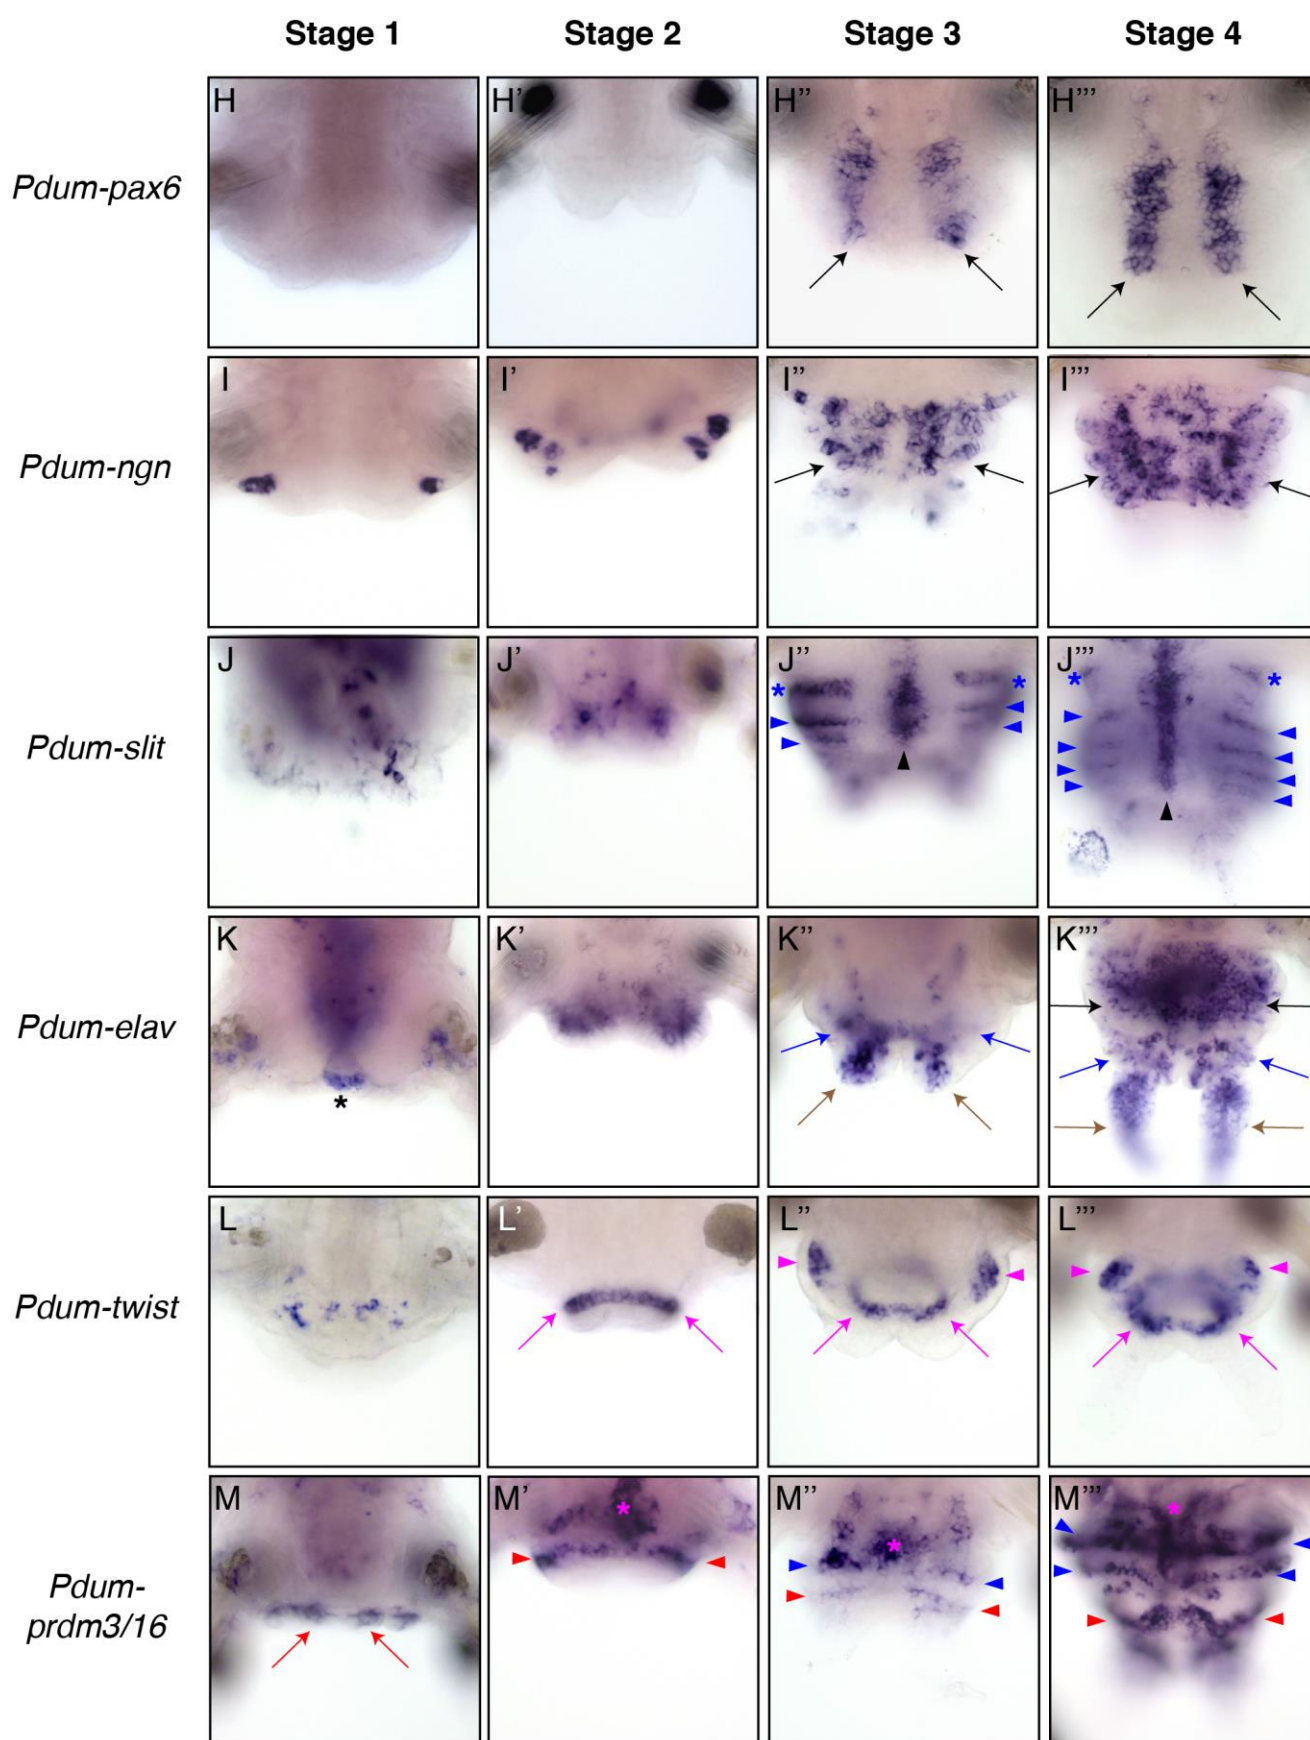 Stage 1 Stage 2 Stage 3 Stage 4
Pdum-pax6
H H’ H’’ H’’’
Pdum-ngn
I I’ I’’ I’’’
Pdum-slit
J J’ J’’ J’’’
* * * *
Pdum-elav
K K’ K’’ K’’’
*
Pdum-twist
L L’ L’’ L’’’
Pdum-
prdm3/16
M M’ M’’ M’’’
* * *